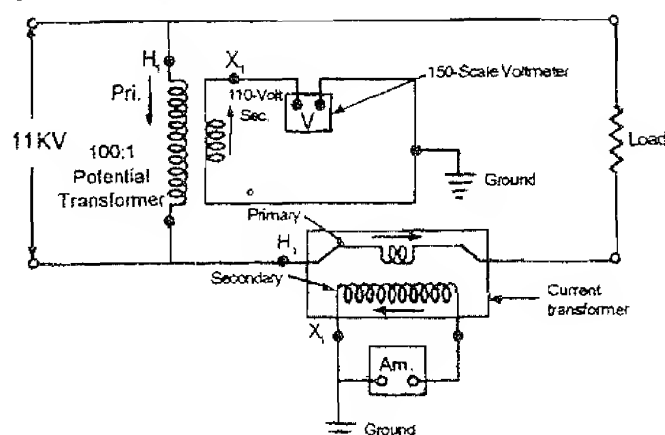 H₁
X₁
150-Scale Voltmeter
Pri.
110-Volt
Sec.
V
11KV
100:1
Potential
Transformer
Load
Ground
Primary
H₁
Secondary
Current
transformer
X₁
Am.
Ground